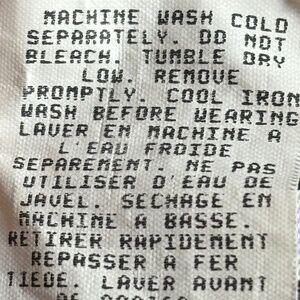 MACHINE WASH COLD
SEPARATELY. DO NOT
BLEACH. TUMBLE DRY
LOW. REMOVE
PROMPTLY. COOL IRON
WASH BEFORE WEARING
LAVER EN MACHINE A
L'EAU FROIDE
SEPAREMENT. NE PAS
UTILISER D'EAU DE
JAVEL. SECHAGE EN
MACHINE A BASSE.
RETIRER RAPIDEMENT
REPASSER A FER
TIEDE. LAVER AVANT